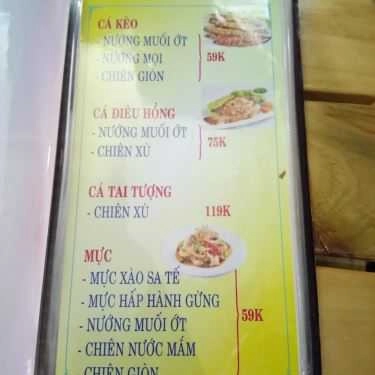 CÁ KÈO
- NƯỚNG MUỐI ỚT
- NƯỚNG MỌI 59K
- CHIÊN GIÒN
CÁ DIÊU HỒNG
- NƯỚNG MUỐI ỚT 75K
- CHIÊN XÙ
CÁ TAI TƯỢNG
- CHIÊN XÙ 119K
MỰC
- MỰC XÀO SA TẾ
- MỰC HẤP HÀNH GỪNG
- NƯỚNG MUỐI ỚT 59K
- CHIÊN NƯỚC MẮM
- CHIÊN GIÒN